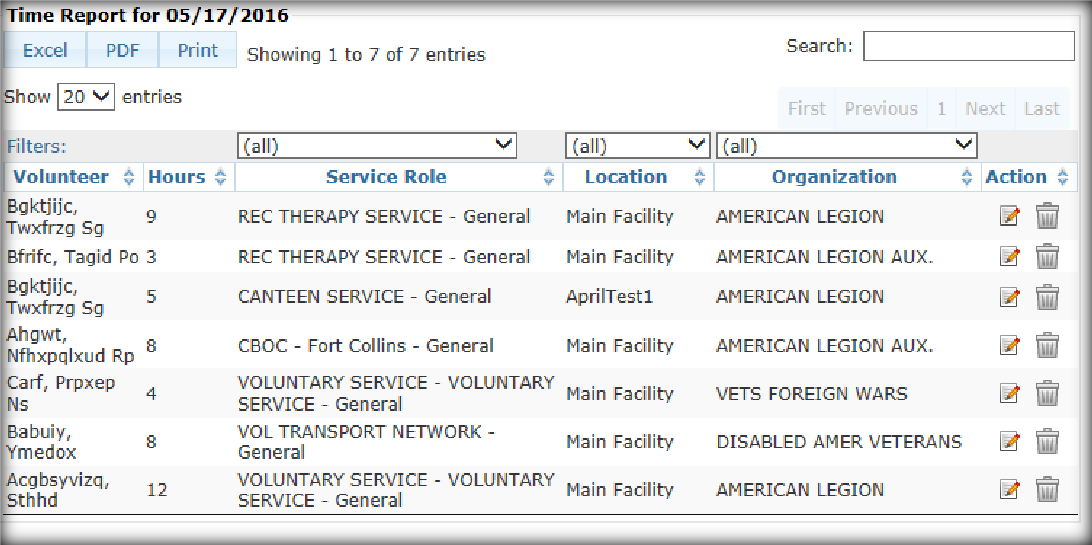 Time Report for 05/17/2016
Excel PDF Print Showing 1 to 7 of 7 entries Search:
Show 20 entries
First Previous 1 Next Last
Filters: (all) (all) (all)
Volunteer Hours Service Role Location Organization Action
Bgktjijc,
Twxfrzg Sg 9 REC THERAPY SERVICE - General Main Facility AMERICAN LEGION
Bfrifc, Tagid Po 3 REC THERAPY SERVICE - General Main Facility AMERICAN LEGION AUX.
Bgktjijc,
Twxfrzg Sg 5 CANTEEN SERVICE - General AprilTest1 AMERICAN LEGION
Ahgwt,
Nfhxpqlxud Rp 8 CBOC - Fort Collins - General Main Facility AMERICAN LEGION AUX.
Carf, Prpxep VOLUNTARY SERVICE - VOLUNTARY
Ns 4 SERVICE - General Main Facility VETS FOREIGN WARS
Babuiy, VOL TRANSPORT NETWORK -
Ymedox 8 General Main Facility DISABLED AMER VETERANS
Acgbsyvizq, VOLUNTARY SERVICE - VOLUNTARY
Sthhd 12 SERVICE - General Main Facility AMERICAN LEGION